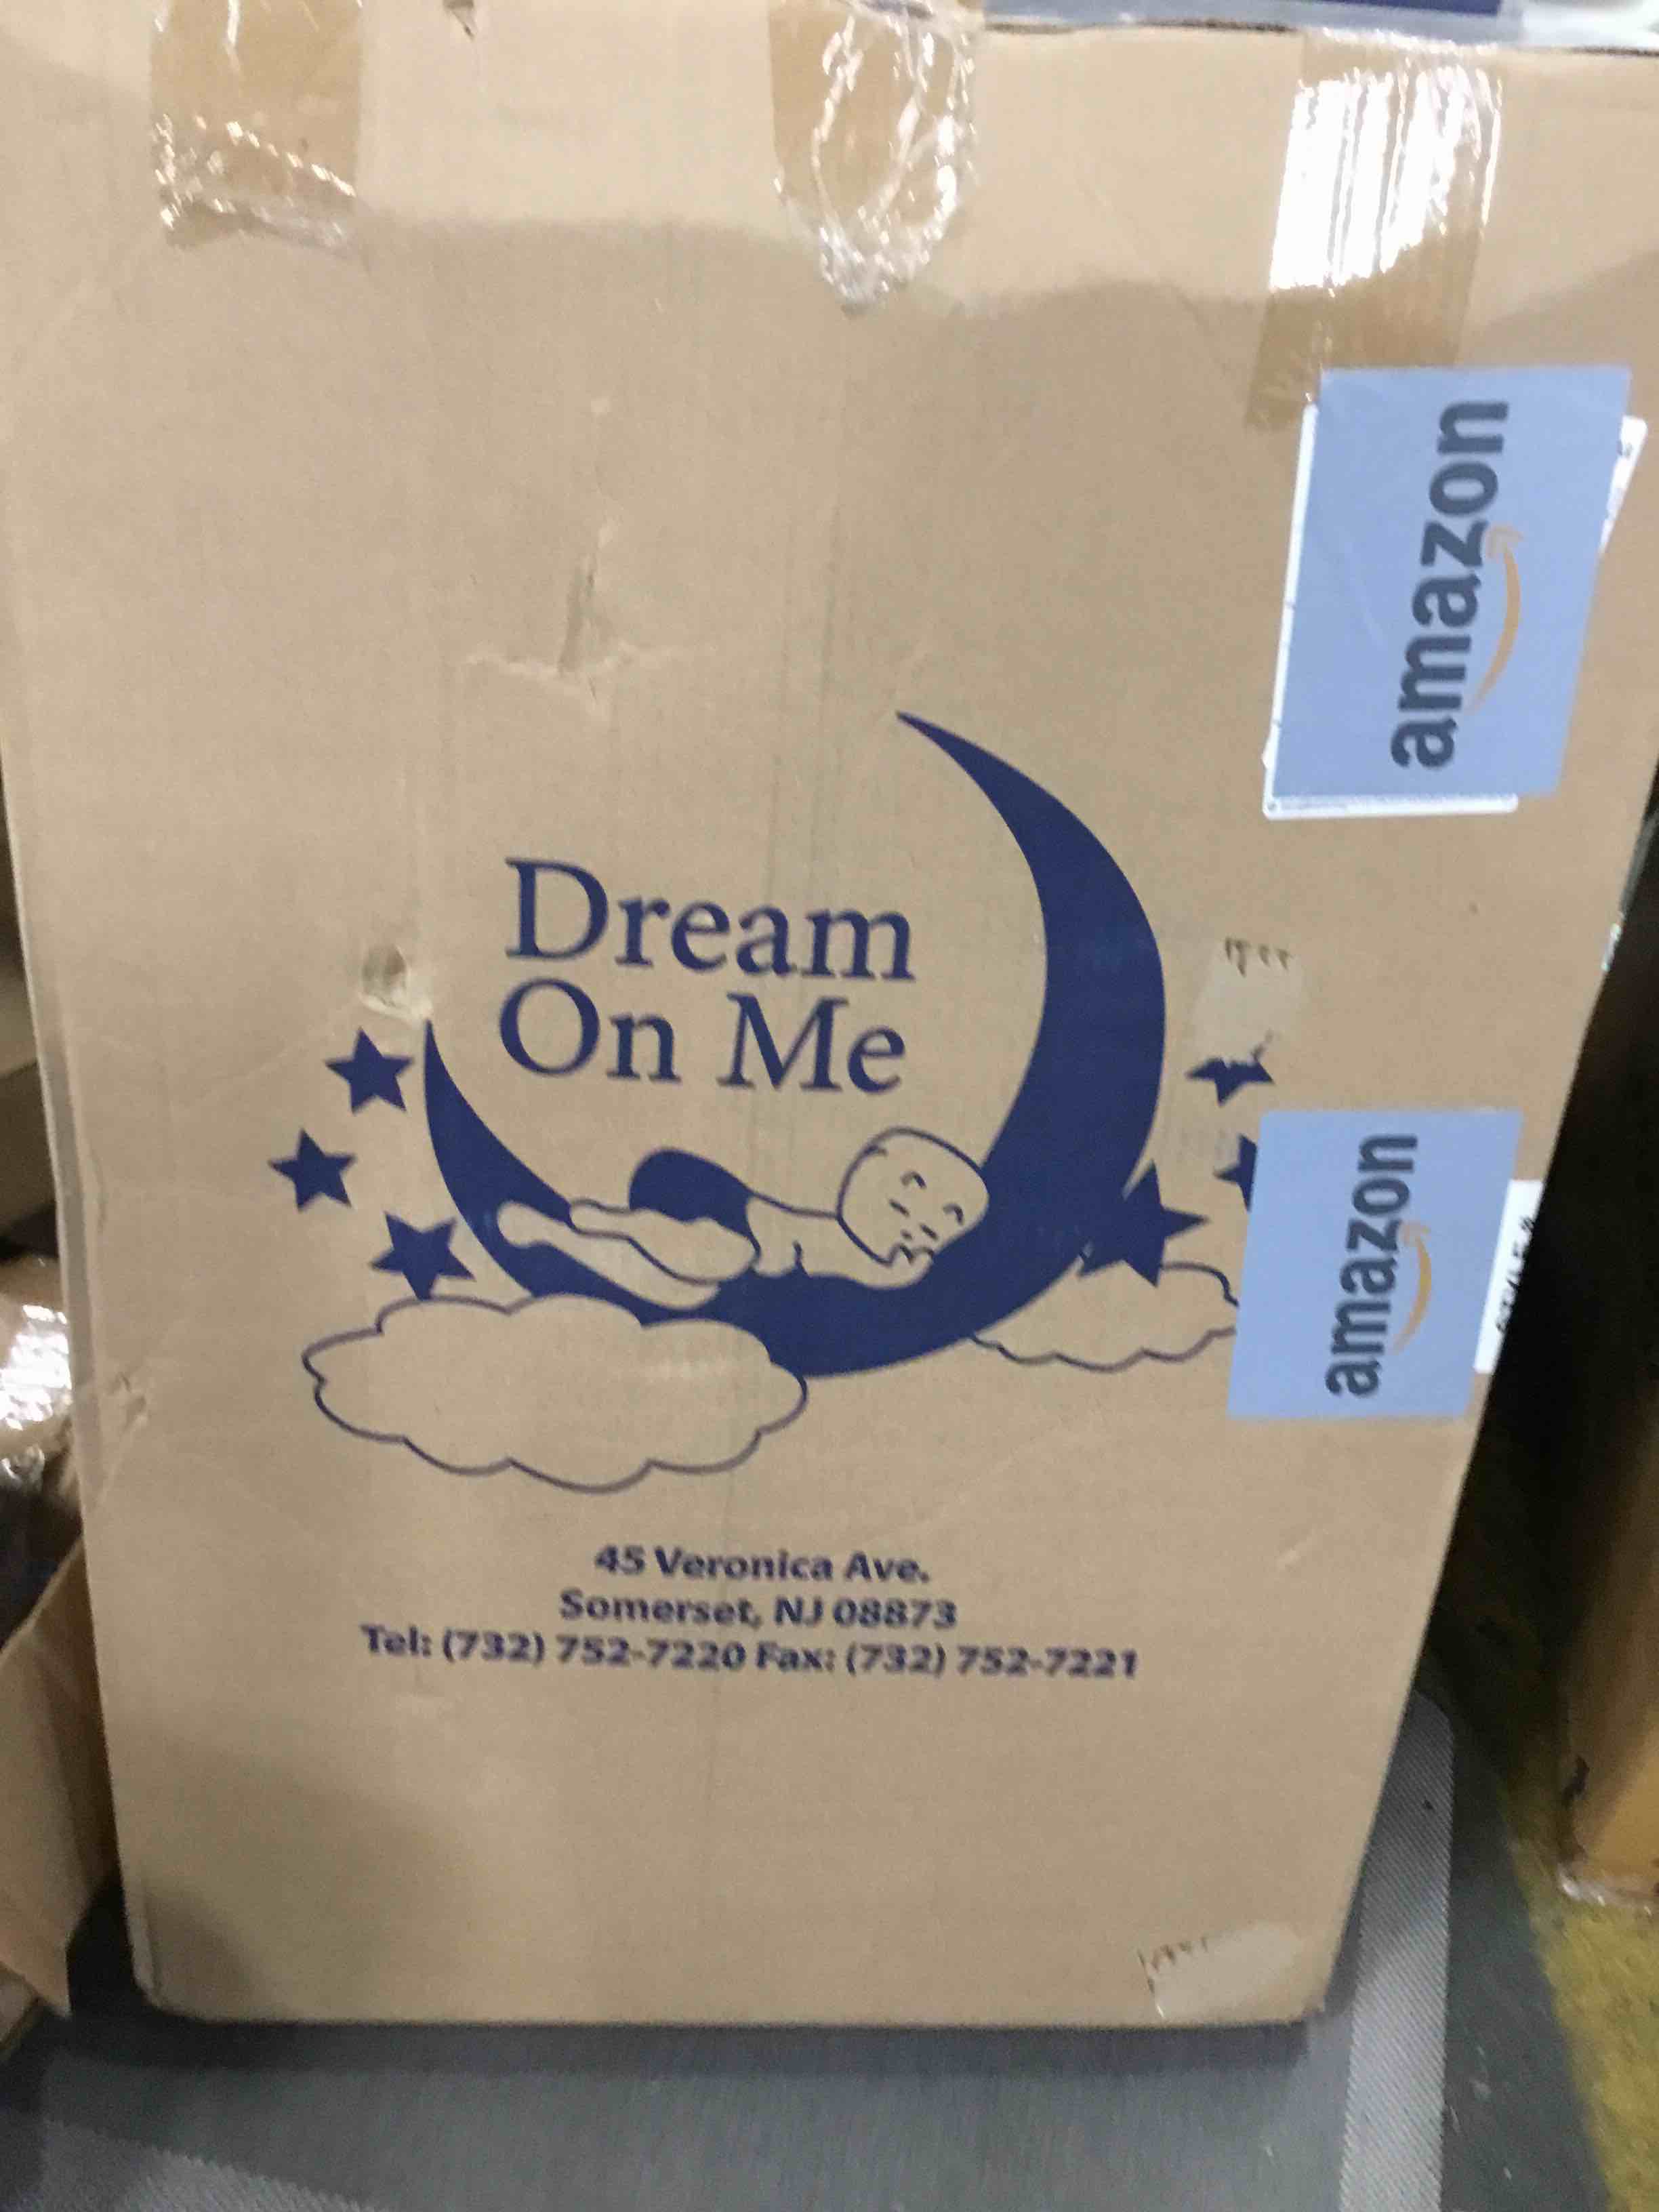 amazon
Dream
On Me
amazon
45 Veronica Ave.
Somerset, NJ 08873
Tel: (732) 752-7220 Fax: (732) 752-7221